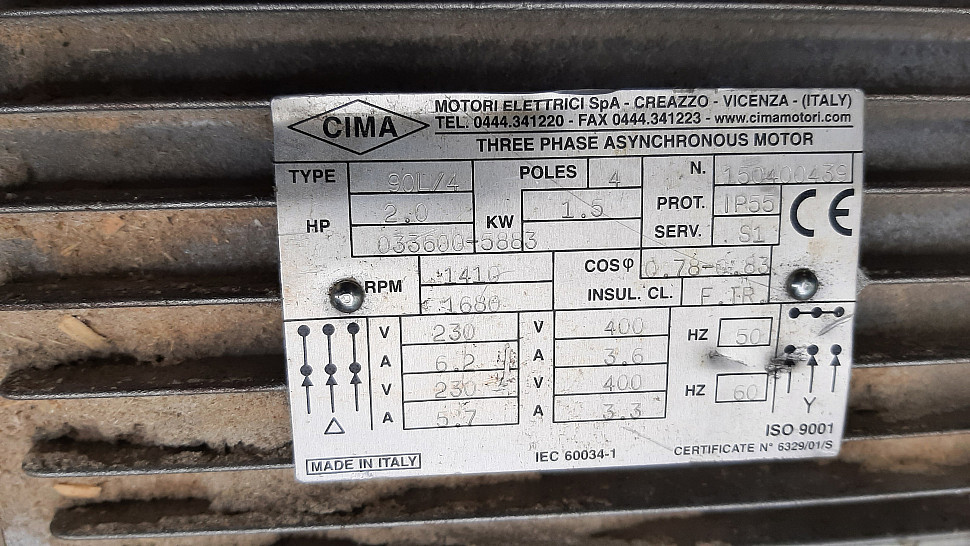 CIMA
MOTORI ELETTRICI SpA - CREAZZO - VICENZA - (ITALY)
TEL. 0444.341220 - FAX 0444.341223 - www.cimamotori.com
THREE PHASE ASYNCHRONOUS MOTOR
TYPE 90L/4 POLES 4 N. 150400439
HP 2.0 KW 1.5 PROT. IP55
033600-5883 SERV. S1 CE
RPM 1410 COSφ 0.78-0.83
1680 INSUL. CL. F.TR.
V 230 V 400 HZ 50
A 6.2 A 3.6
V 230 V 400 HZ 60
A 5.7 A 3.3
△ Y
MADE IN ITALY IEC 60034-1 ISO 9001
CERTIFICATE N° 6329/01/S